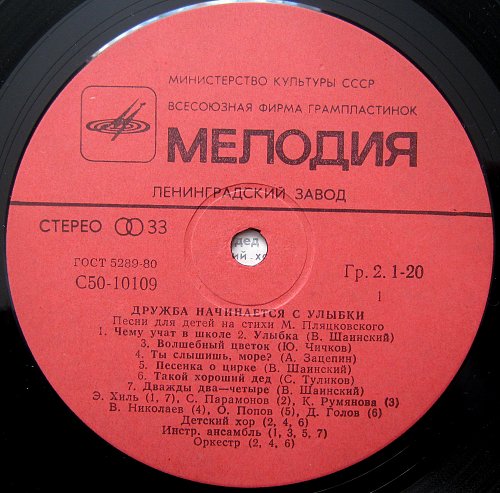 МИНИСТЕРСТВО КУЛЬТУРЫ СССР
ВСЕСОЮЗНАЯ ФИРМА ГРАМПЛАСТИНОК
МЕЛОДИЯ
ЛЕНИНГРАДСКИЙ ЗАВОД
СТЕРЕО 33
дед
ий. хо
ГОСТ 5289-80
С50-10109
Гр. 2. 1-20
1
ДРУЖБА НАЧИНАЕТСЯ С УЛЫБКИ
Песни для детей на стихи М. Пляцковского
1. Чему учат в школе 2. Улыбка (В. Шаинский)
3. Волшебный цветок (Ю. Чичков)
4. Ты слышишь, море? (А. Зацепин)
5. Песенка о цирке (В. Шаинский)
6. Такой хороший дед (С. Туликов)
7. Дважды два—четыре (В. Шаинский)
Э. Хиль (1, 7), С. Парамонов (2), К. Румянова (3)
В. Николаев (4), О. Попов (5), Д. Голов (6)
Детский хор (2, 4, 6)
Инстр. ансамбль (1, 3, 5, 7)
Оркестр (2, 4, 6)